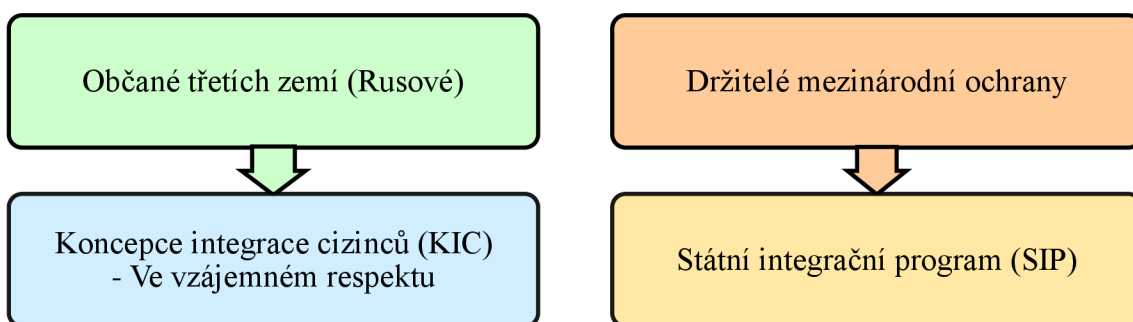 Občané třetích zemí (Rusové)
Držitelé mezinárodní ochrany
Koncepce integrace cizinců (KIC)
- Ve vzájemném respektu
Státní integrační program (SIP)